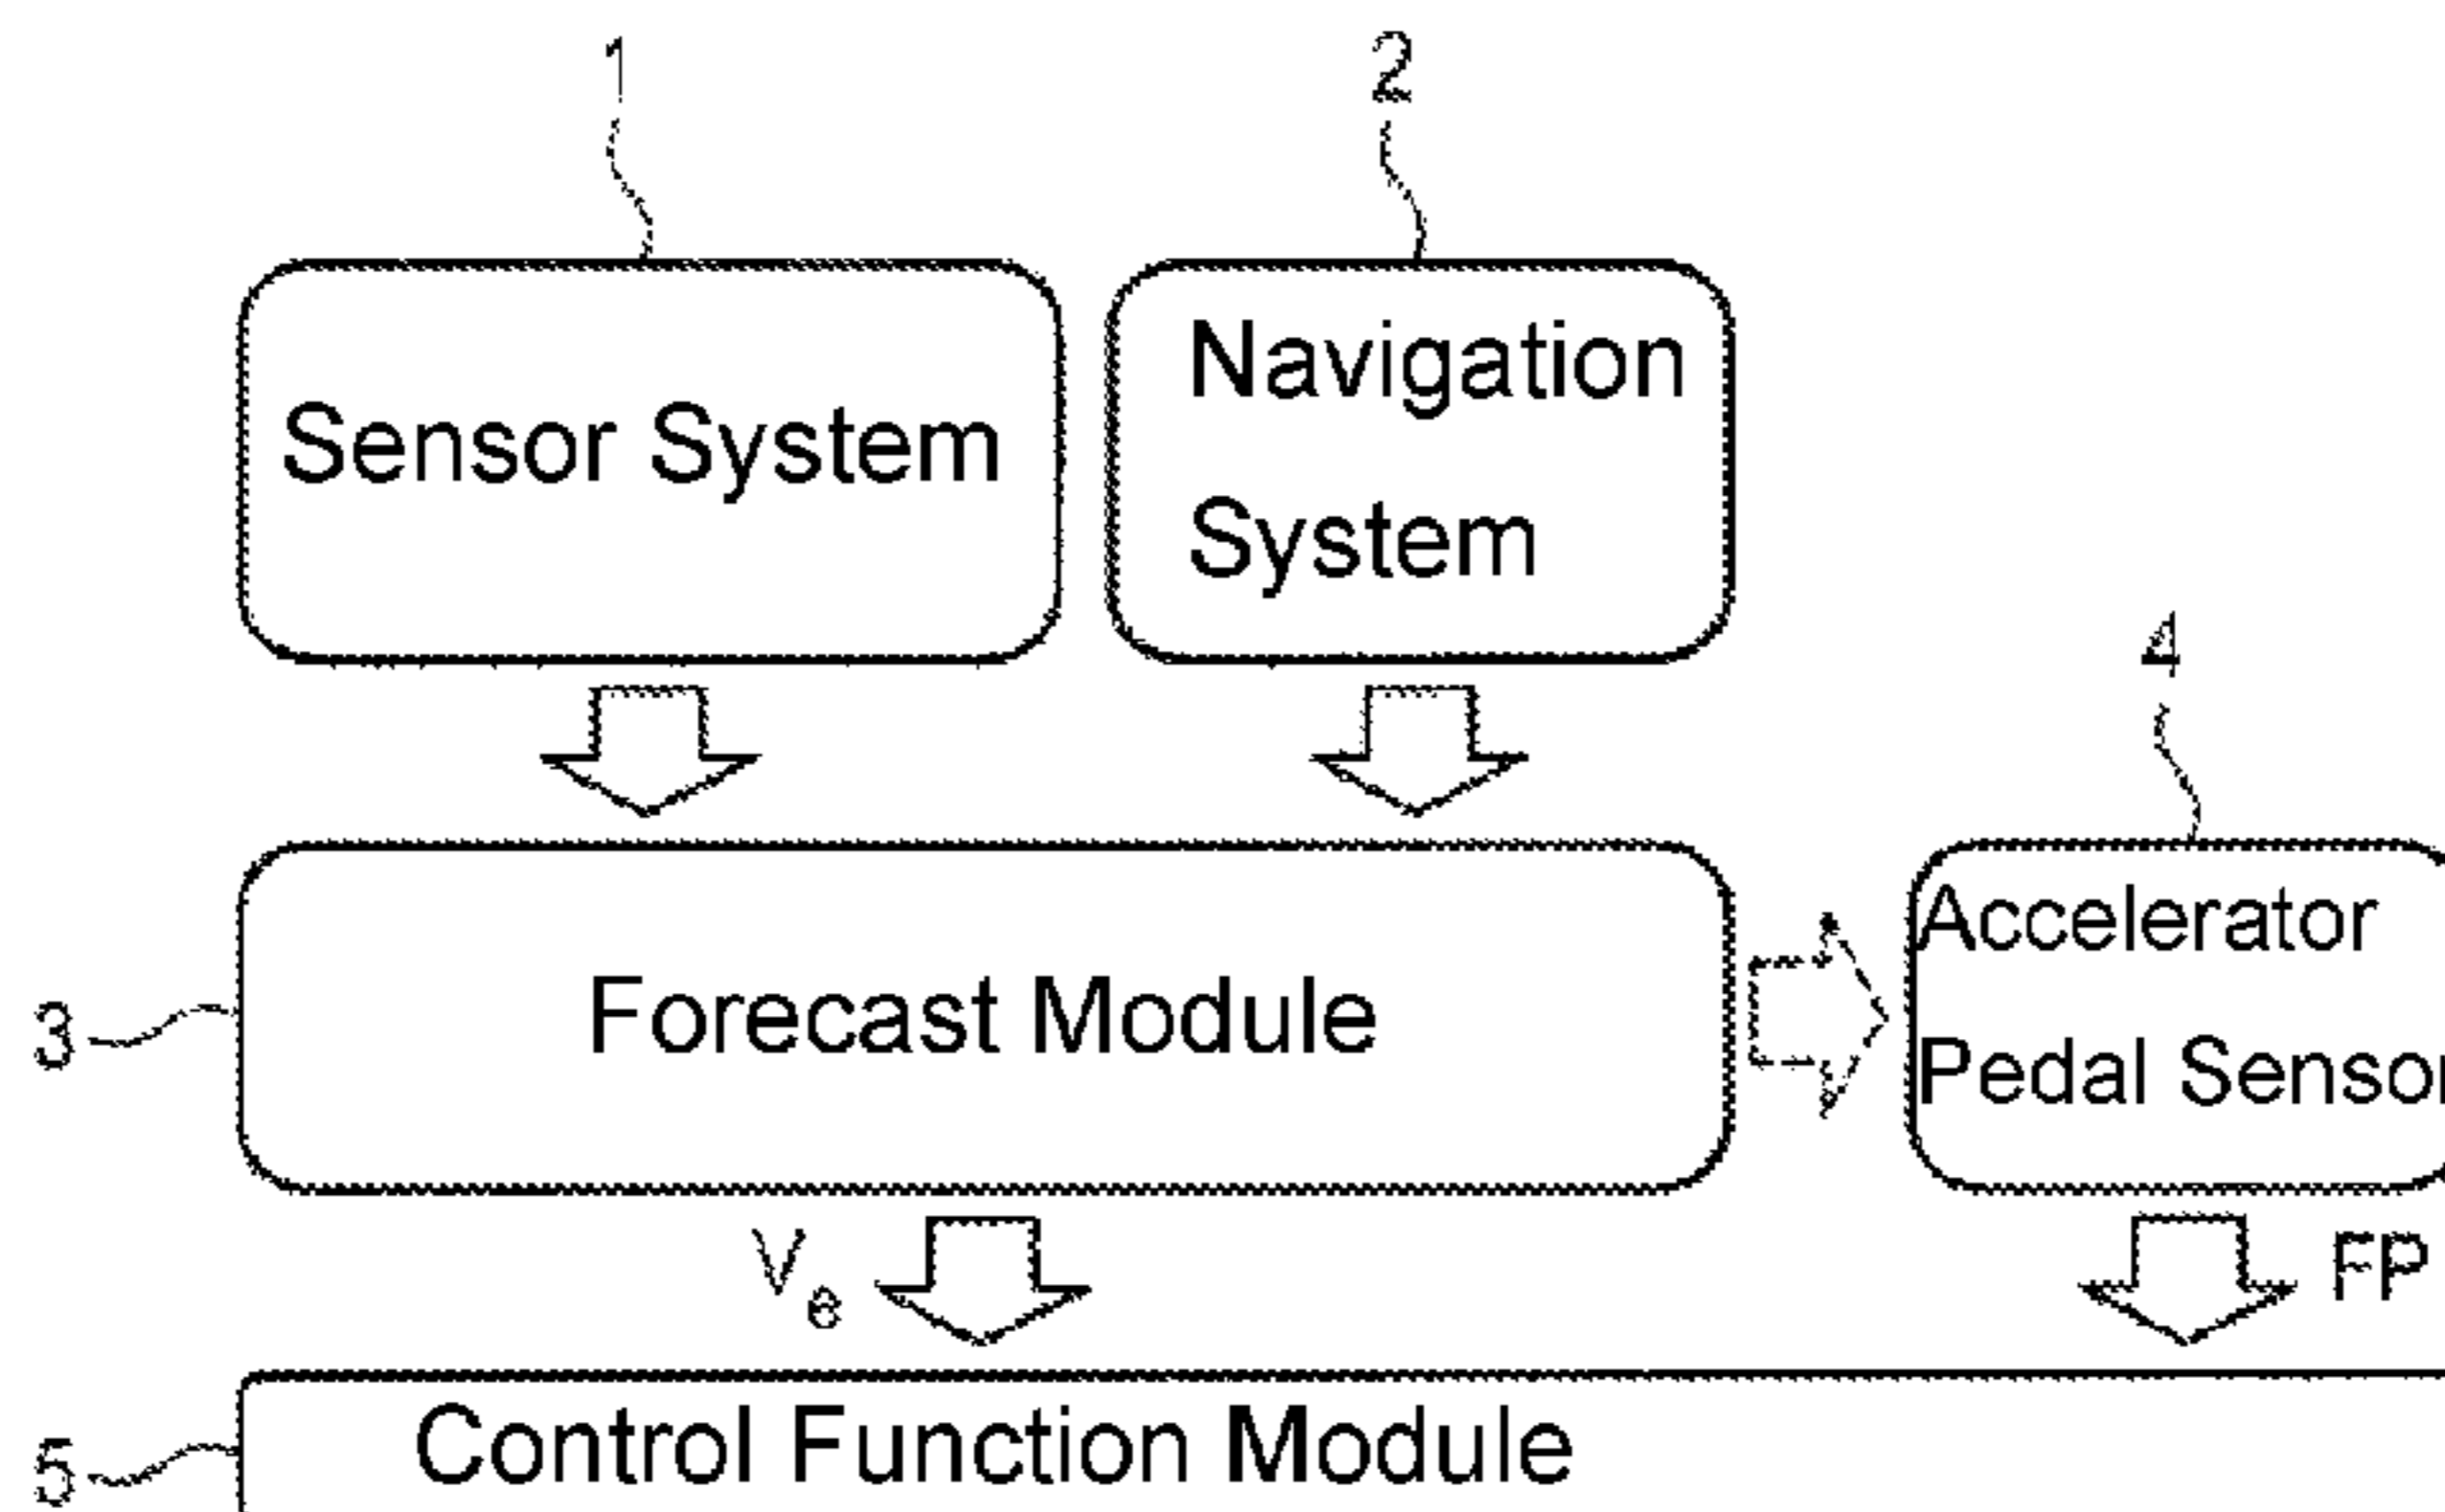 1
2
Sensor System
Navigation
System
4
Accelerator
Pedal Sensor
Forecast Module
3
Ve
FP
Control Function Module
5